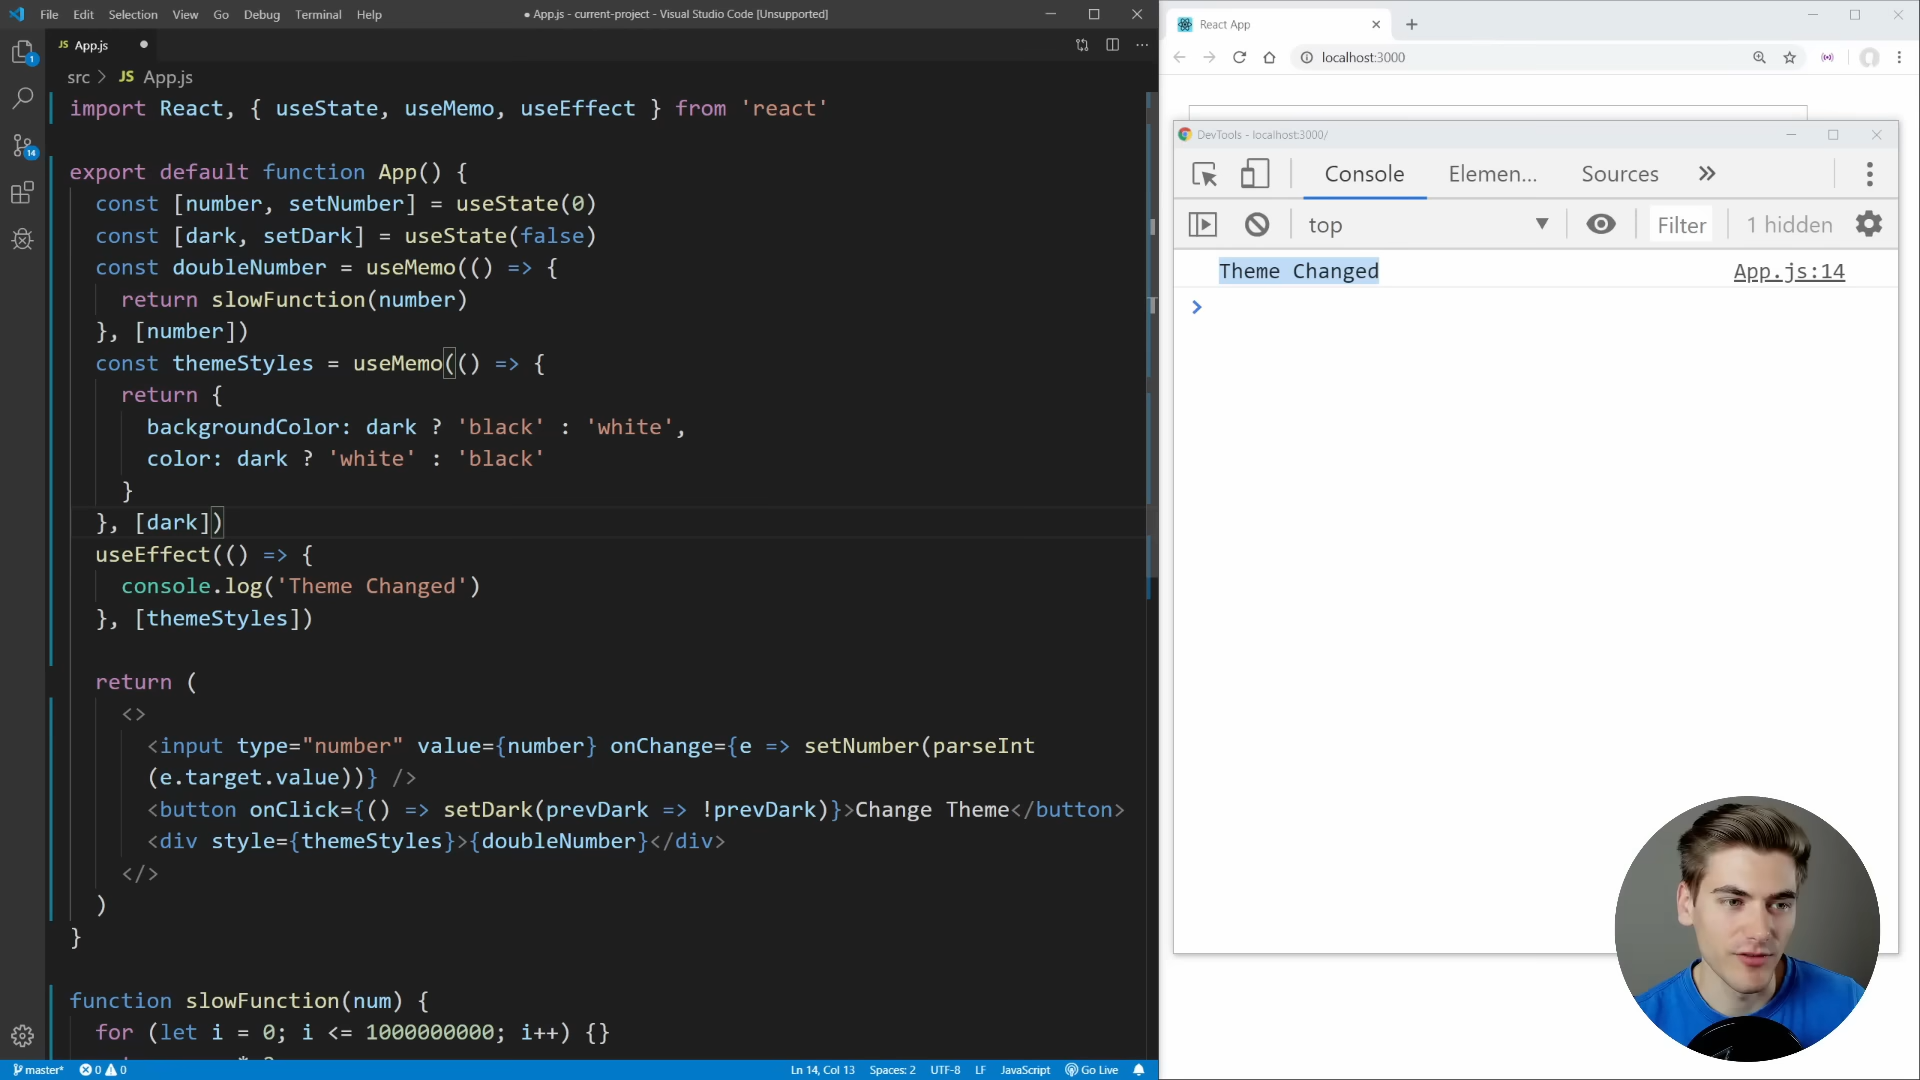 File Edit Selection View Go Debug Terminal Help
● App.js - current-project - Visual Studio Code [Unsupported]
JS App.js ●
src > JS App.js
import React, { useState, useMemo, useEffect } from 'react'
export default function App() {
const [number, setNumber] = useState(0)
const [dark, setDark] = useState(false)
const doubleNumber = useMemo(() => {
return slowFunction(number)
}, [number])
const themeStyles = useMemo(() => {
return {
backgroundColor: dark ? 'black' : 'white',
color: dark ? 'white' : 'black'
}
}, [dark])
useEffect(() => {
console.log('Theme Changed')
}, [themeStyles])
return (
<>
<input type="number" value={number} onChange={e => setNumber(parseInt
(e.target.value))} />
<button onClick={() => setDark(prevDark => !prevDark)}>Change Theme</button>
<div style={themeStyles}>{doubleNumber}</div>
</>
)
}
function slowFunction(num) {
for (let i = 0; i <= 1000000000; i++) {}
1
14
master* 0 0
Ln 14, Col 13 Spaces: 2 UTF-8 LF JavaScript Go Live
React App
localhost:3000
DevTools - localhost:3000/
Console Elemen... Sources »
top Filter 1 hidden
Theme Changed App.js:14